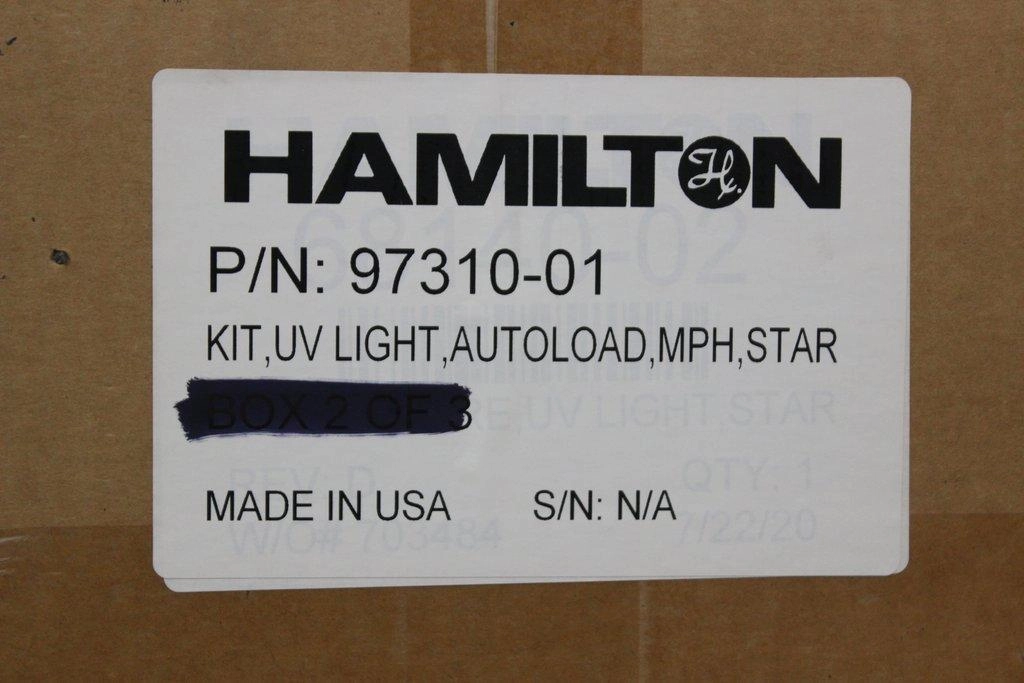 HAMILTON
P/N: 97310-01
KIT,UV LIGHT,AUTOLOAD,MPH,STAR
BOX 2 OF 3
MADE IN USA S/N: N/A